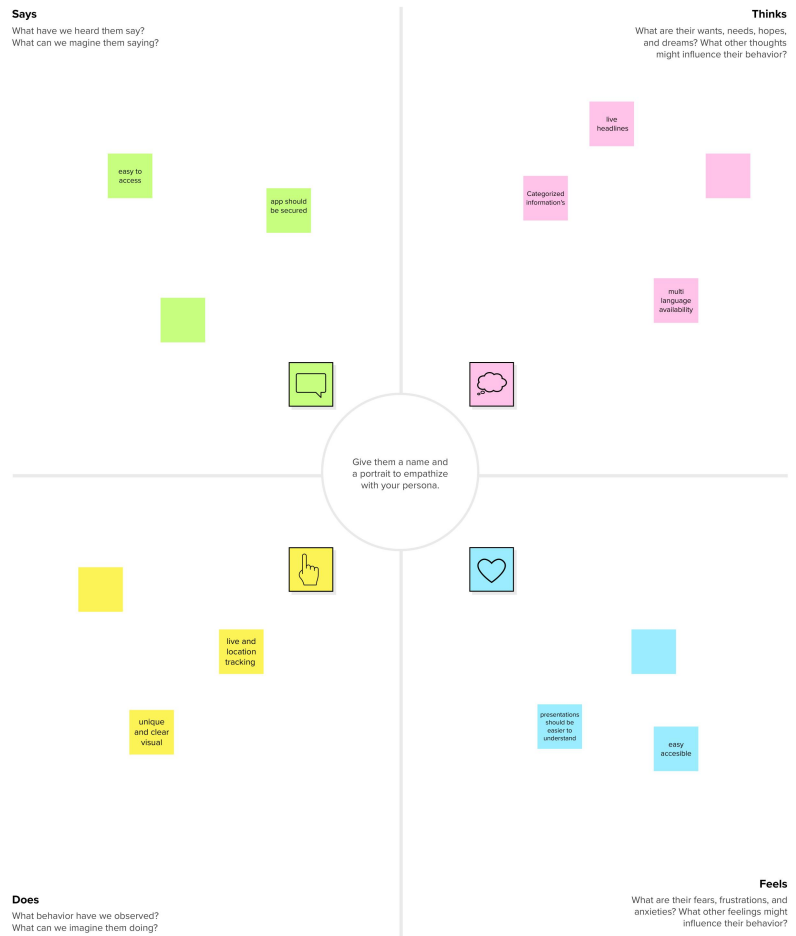 Says
What have we heard them say?
What can we magine them saying?
Thinks
What are their wants, needs, hopes,
and dreams? What other thoughts
might influence their behavior?
easy to
access
app should
be secured
live
headlines
Categorized
information's
multi
language
availability
Give them a name and
a portrait to empathize
with your persona.
live and
location
tracking
unique
and clear
visual
presentations
should be
easier to
understand
easy
accesible
Does
What behavior have we observed?
What can we imagine them doing?
Feels
What are their fears, frustrations, and
anxieties? What other feelings might
influence their behavior?